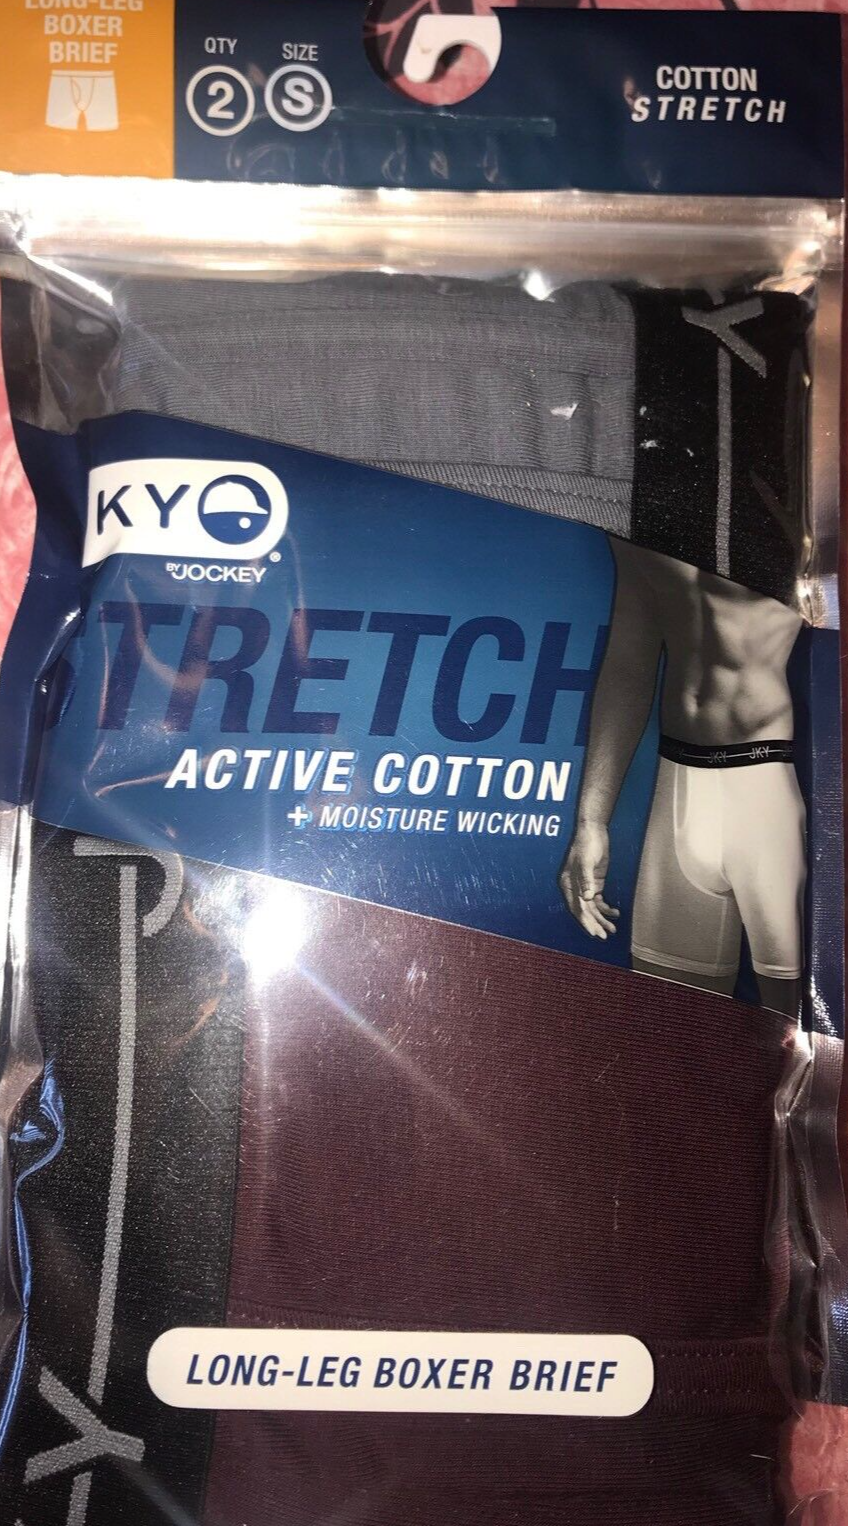 LONG-LEG
BOXER
BRIEF
QTY
2
SIZE
S
COTTON
STRETCH
Y
KY
BY JOCKEY®
STRETCH
ACTIVE COTTON
+ MOISTURE WICKING
JKY JKY
J
Y
LONG-LEG BOXER BRIEF